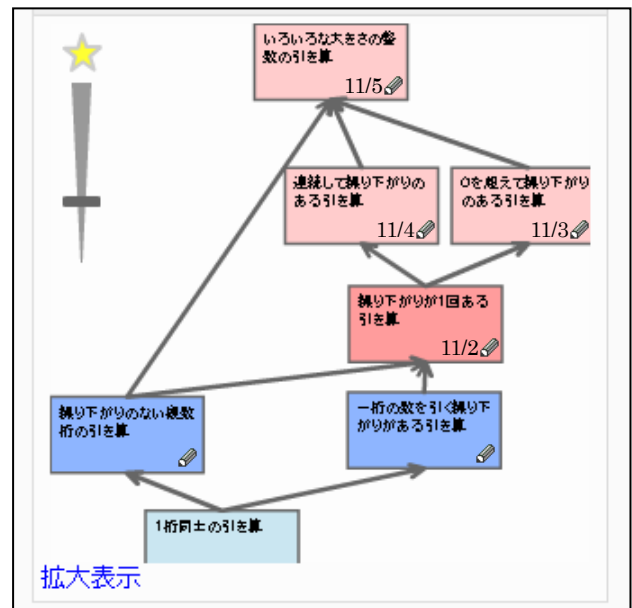 いろいろな大きさの整
数の引き算
11/5
連続して繰り下がりの
ある引き算
11/4
0を超えて繰り下がり
のある引き算
11/3
繰り下がりが1回ある
引き算
11/2
繰り下がりのない複数
桁の引き算
一桁の数を引く繰り下
がりがある引き算
1桁同士の引き算
拡大表示